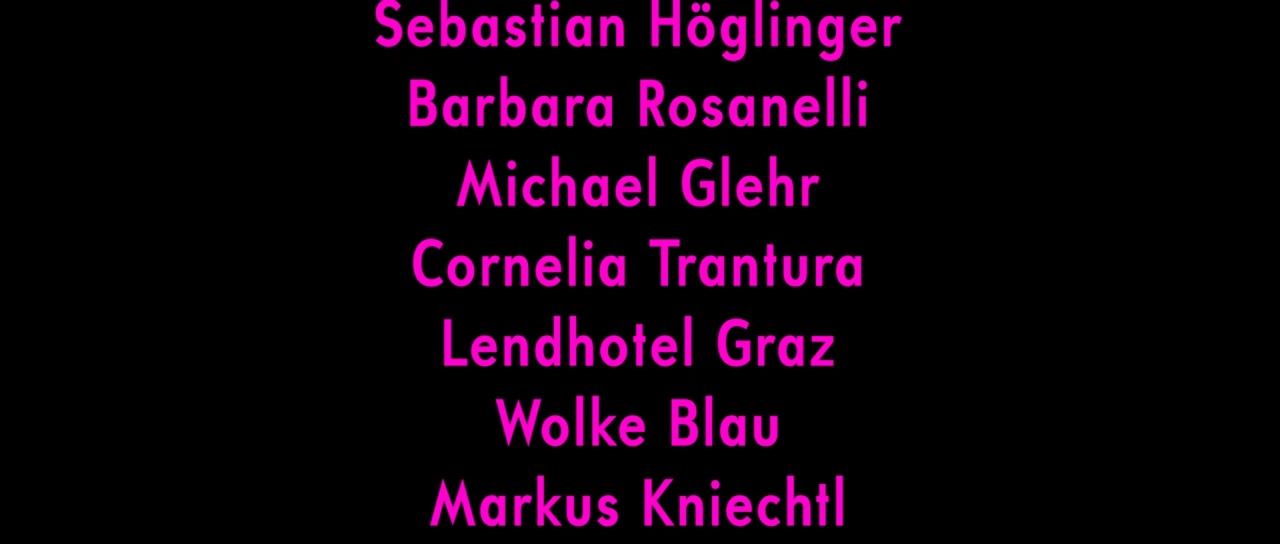 Sebastian Höglinger
Barbara Rosanelli
Michael Glehr
Cornelia Trantura
Lendhotel Graz
Wolke Blau
Markus Kniechtl